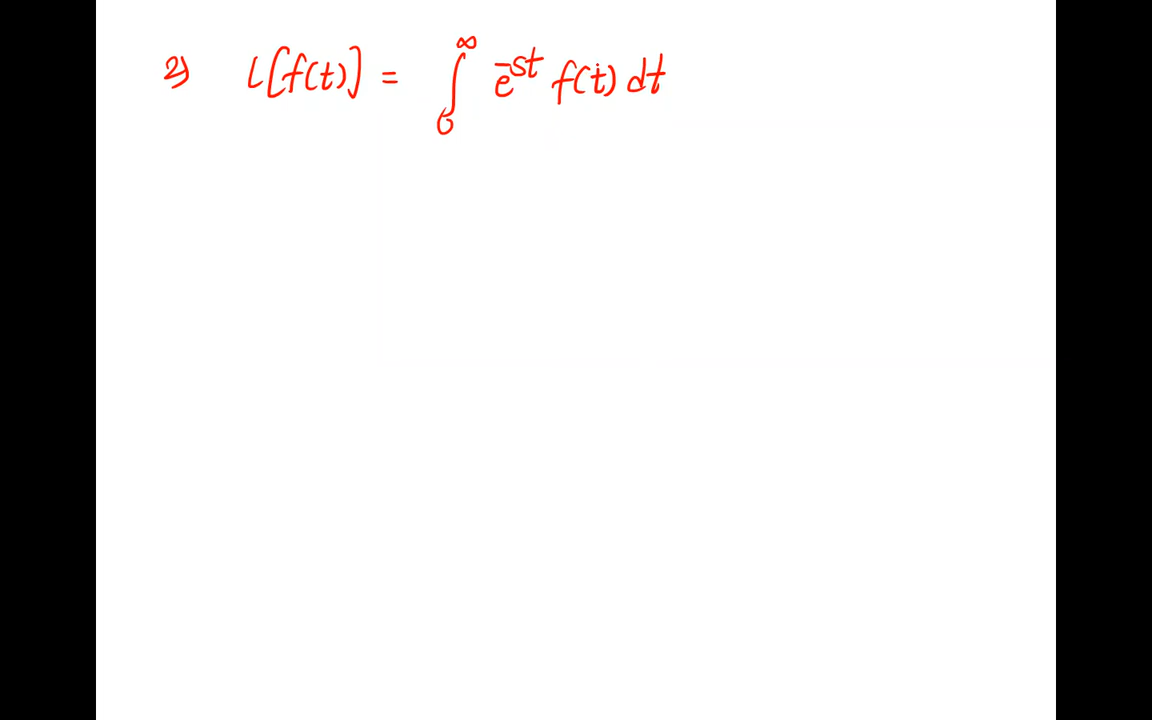 2) L[f(t)] = ∫₀^∞ e^{-st} f(t) dt